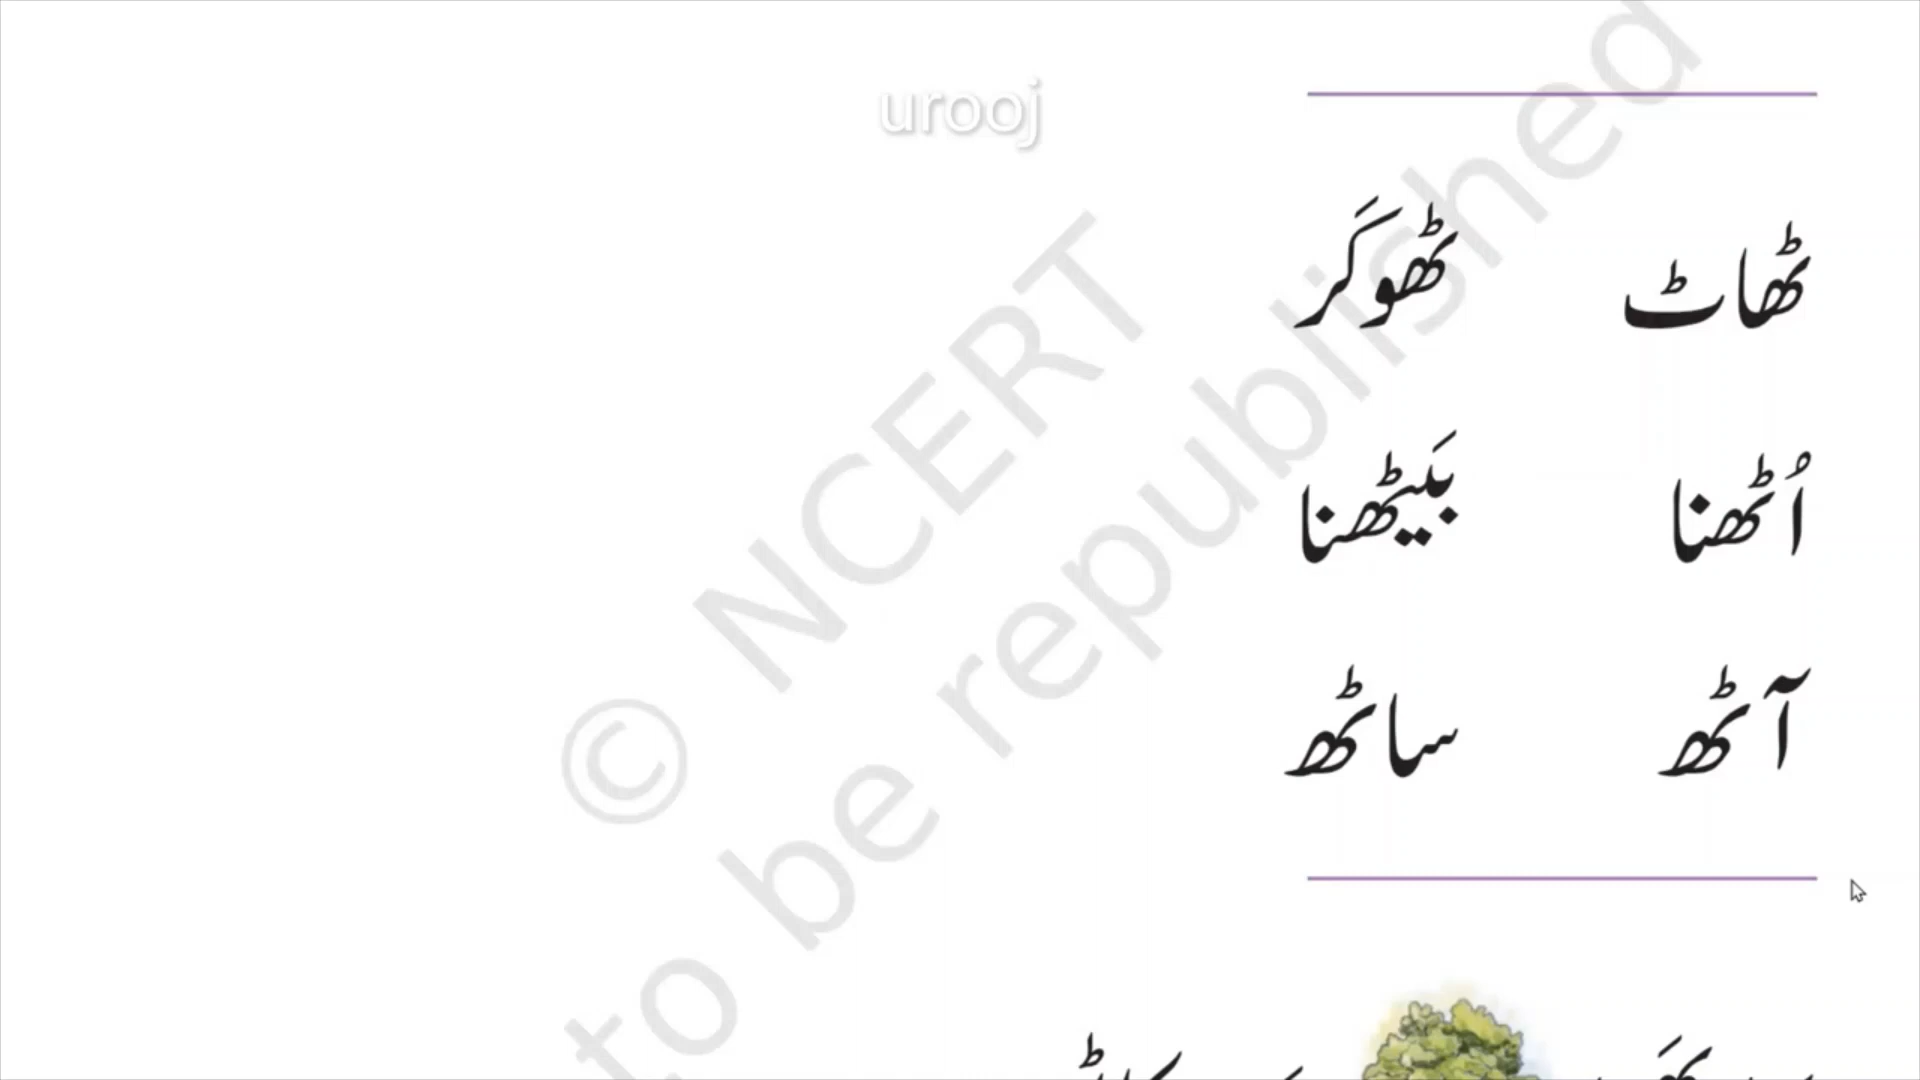 urooj
ٹھاٹ ٹھوکَر
اُٹھنا بَیٹھنا
آٹھ ساٹھ
© NCERT
to be republished